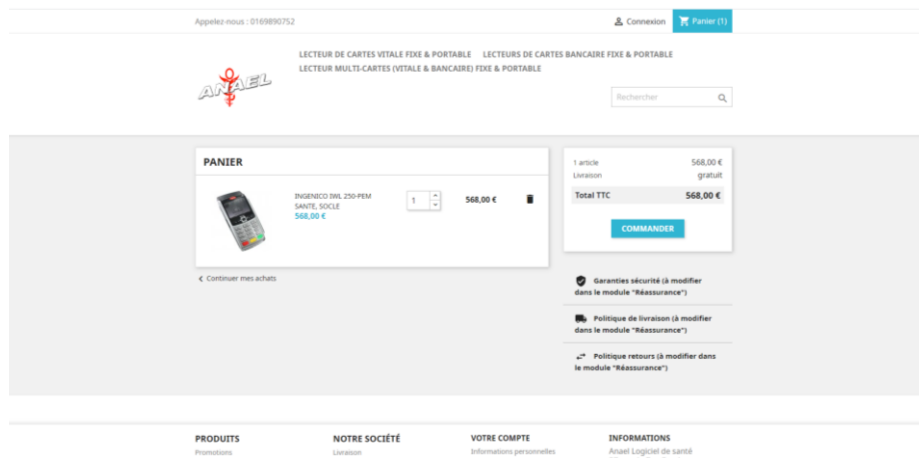 Appelez-nous : 0169890752
Connexion
Panier (1)
LECTEUR DE CARTES VITALE FIXE & PORTABLE
LECTEURS DE CARTES BANCAIRE FIXE & PORTABLE
LECTEUR MULTI-CARTES (VITALE & BANCAIRE) FIXE & PORTABLE
ANAEL
Rechercher
PANIER
INGENICO IWL 250-PEM
SANTE, SOCLE
568,00 €
1
568,00 €
Continuer mes achats
1 article 568,00 €
Livraison gratuit
Total TTC 568,00 €
COMMANDER
Garanties sécurité (à modifier
dans le module "Réassurance")
Politique de livraison (à modifier
dans le module "Réassurance")
Politique retours (à modifier dans
le module "Réassurance")
PRODUITS
Promotions
NOTRE SOCIÉTÉ
Livraison
VOTRE COMPTE
Informations personnelles
INFORMATIONS
Anael Logiciel de santé